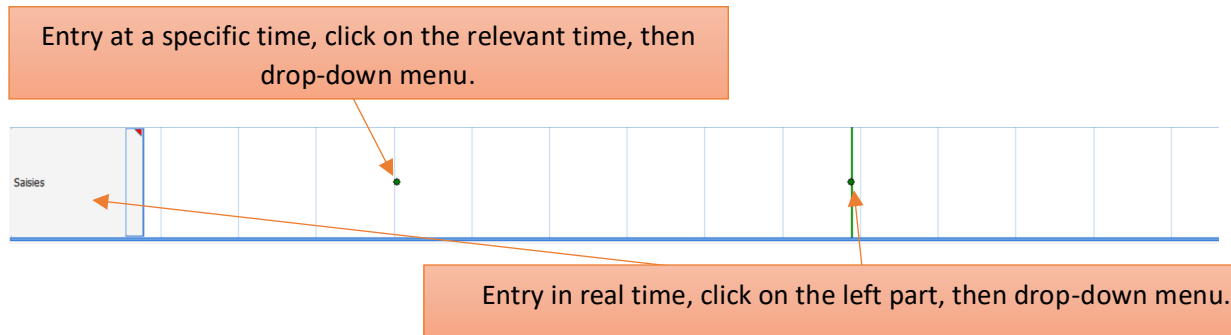 Entry at a specific time, click on the relevant time, then
drop-down menu.
Saisies
Entry in real time, click on the left part, then drop-down menu.